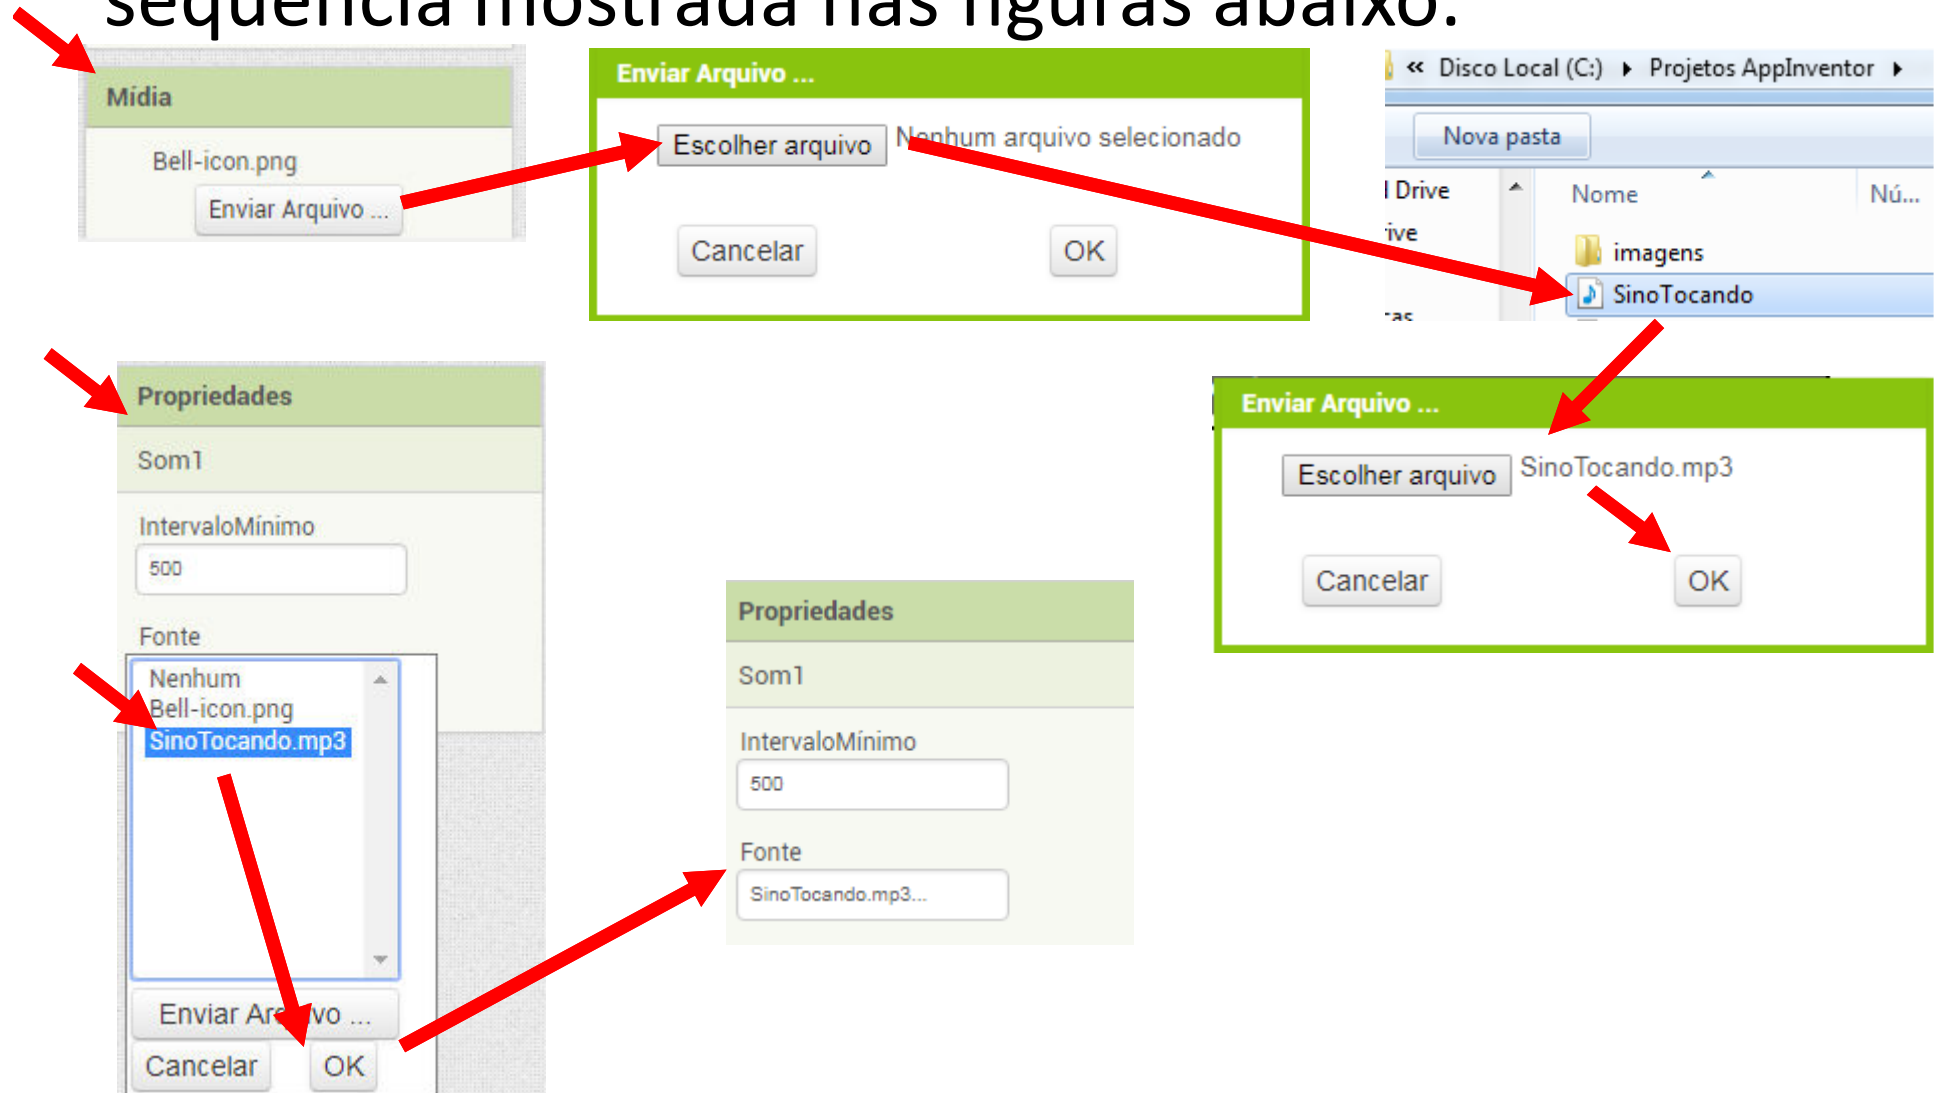 sequência mostrada nas figuras abaixo:
Mídia
Bell-icon.png
Enviar Arquivo ...
Enviar Arquivo ...
Escolher arquivo Nenhum arquivo selecionado
Cancelar OK
« Disco Local (C:) Projetos AppInventor
Nova pasta
Drive Nome Nú...
imagens
SinoTocando
Propriedades
Som1
IntervaloMínimo
500
Fonte
Nenhum
Bell-icon.png
SinoTocando.mp3
Enviar Arquivo ...
Cancelar OK
Propriedades
Som1
IntervaloMínimo
500
Fonte
SinoTocando.mp3...
Enviar Arquivo ...
Escolher arquivo SinoTocando.mp3
Cancelar OK